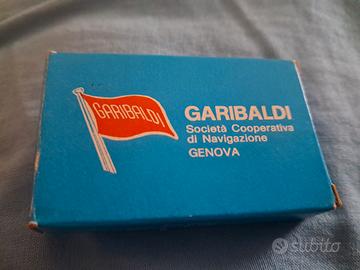 GARIBALDI
GARIBALDI
Società Cooperativa
di Navigazione
GENOVA
subito